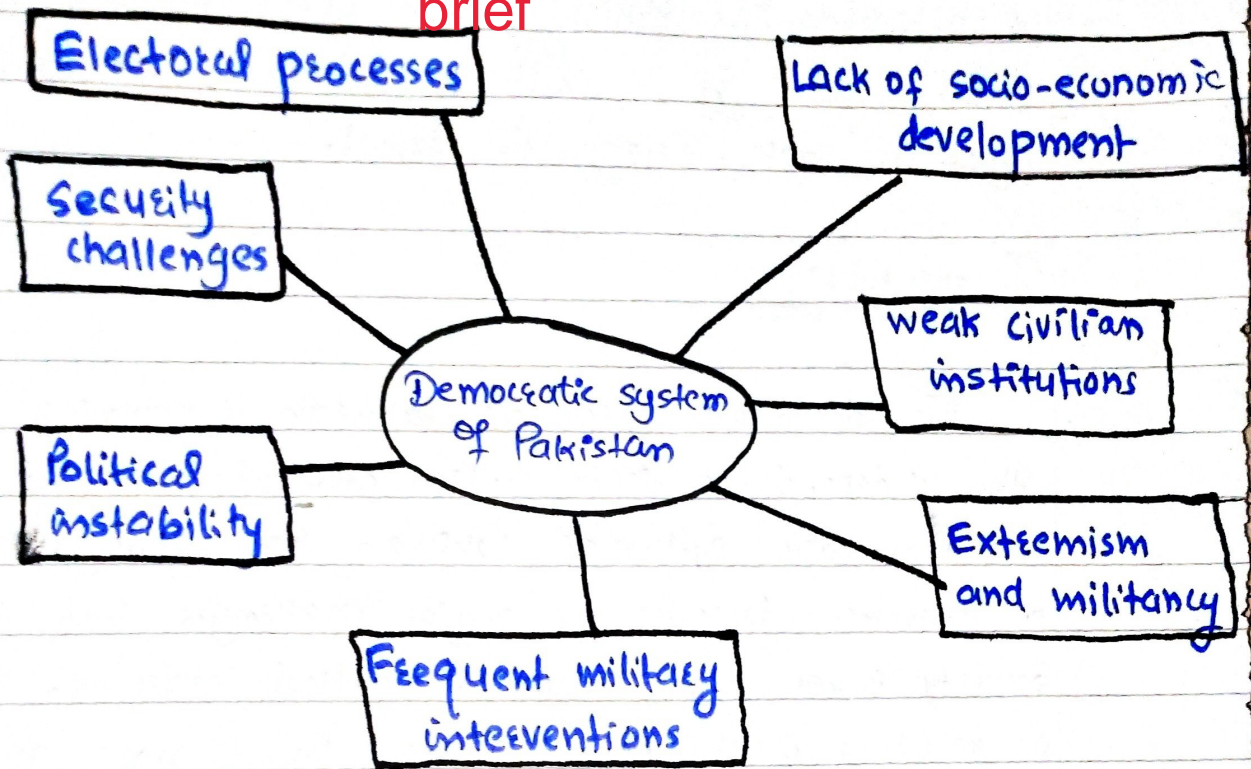 brief
Electoral processes
Lack of socio-economic
development
Security
challenges
Weak civilian
institutions
Democratic system
of Pakistan
Political
instability
Extremism
and militancy
Frequent military
interventions